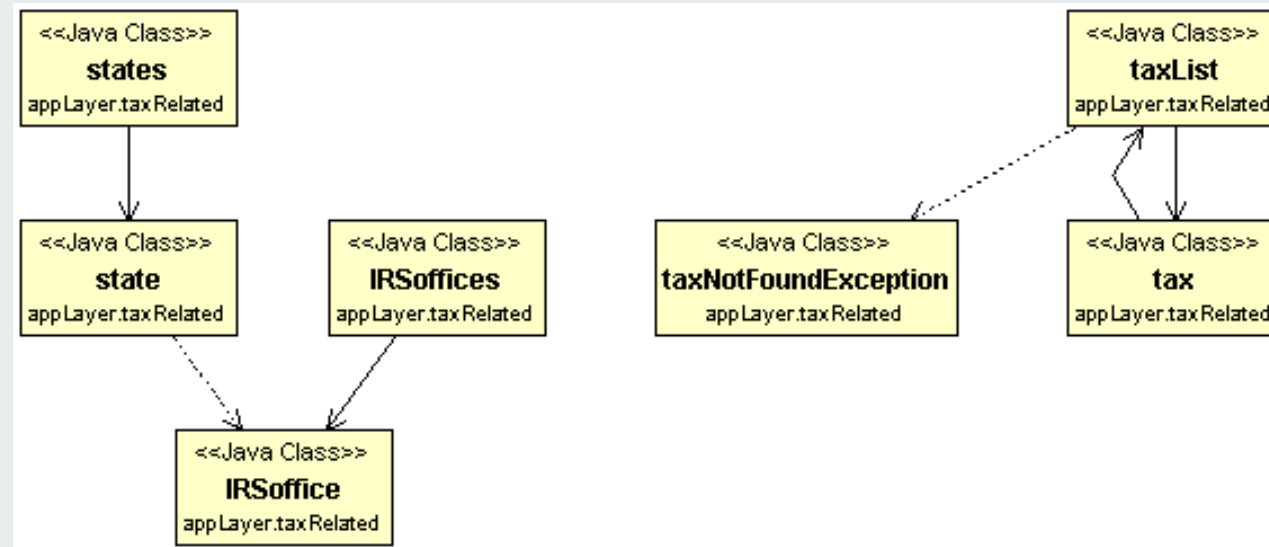 <<Java Class>>
states
appLayer.taxRelated
<<Java Class>>
taxList
appLayer.taxRelated
<<Java Class>>
state
appLayer.taxRelated
<<Java Class>>
IRSoffices
appLayer.taxRelated
<<Java Class>>
taxNotFoundException
appLayer.taxRelated
<<Java Class>>
tax
appLayer.taxRelated
<<Java Class>>
IRSoffice
appLayer.taxRelated